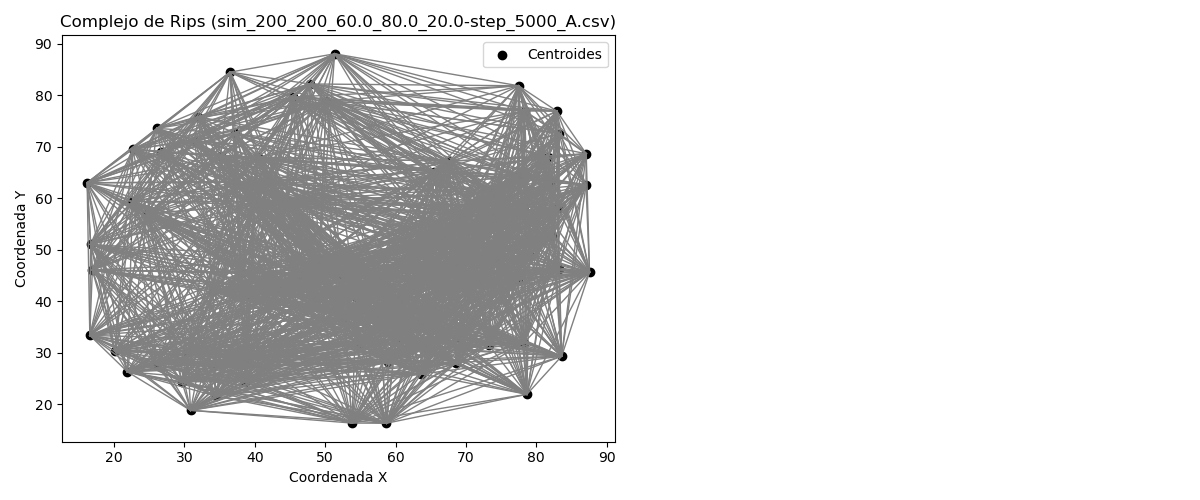 Complejo de Rips (sim_200_200_60.0_80.0_20.0-step_5000_A.csv)
Centroides
90
80
70
60
50
40
30
20
Coordenada Y
20 30 40 50 60 70 80 90
Coordenada X